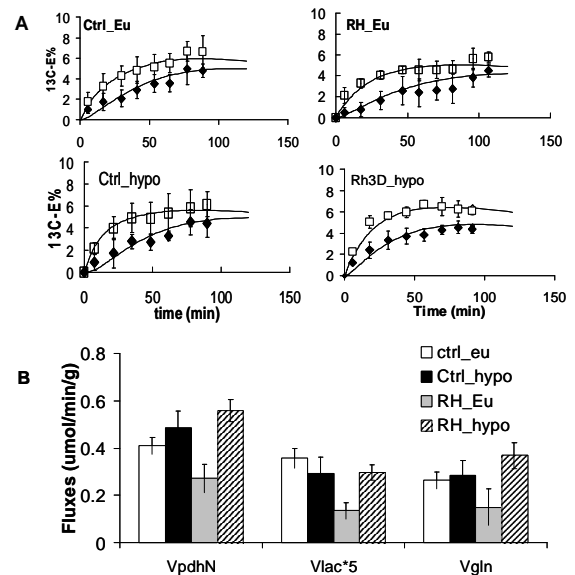 A
Ctrl_Eu
13C-E%
10
8
6
4
2
0
0 50 100 150
RH_Eu
10
8
6
4
2
0
0 50 100 150
Ctrl_hypo
13C-E%
10
8
6
4
2
0
0 50 100 150
time (min)
Rh3D_hypo
10
8
6
4
2
0
0 50 100 150
Time (min)
B
Fluxes (umol/min/g)
0.8
0.6
0.4
0.2
0
ctrl_eu
Ctrl_hypo
RH_Eu
RH_hypo
VpdhN Vlac*5 Vgln